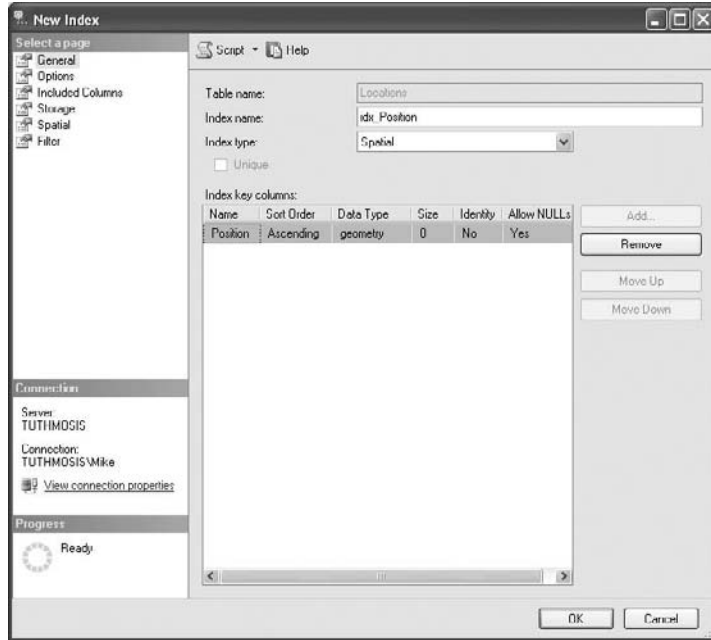 New Index
Select a page
General
Options
Included Columns
Storage
Spatial
Filter
Script Help
Table name: Locations
Index name: idx_Position
Index type: Spatial
Unique
Index key columns:
Name Sort Order Data Type Size Identity Allow NULLs
Position Ascending geometry 0 No Yes
Add...
Remove
Move Up
Move Down
Connection
Server:
TUTHMOSIS
Connection:
TUTHMOSIS\Mike
View connection properties
Progress
Ready
OK Cancel